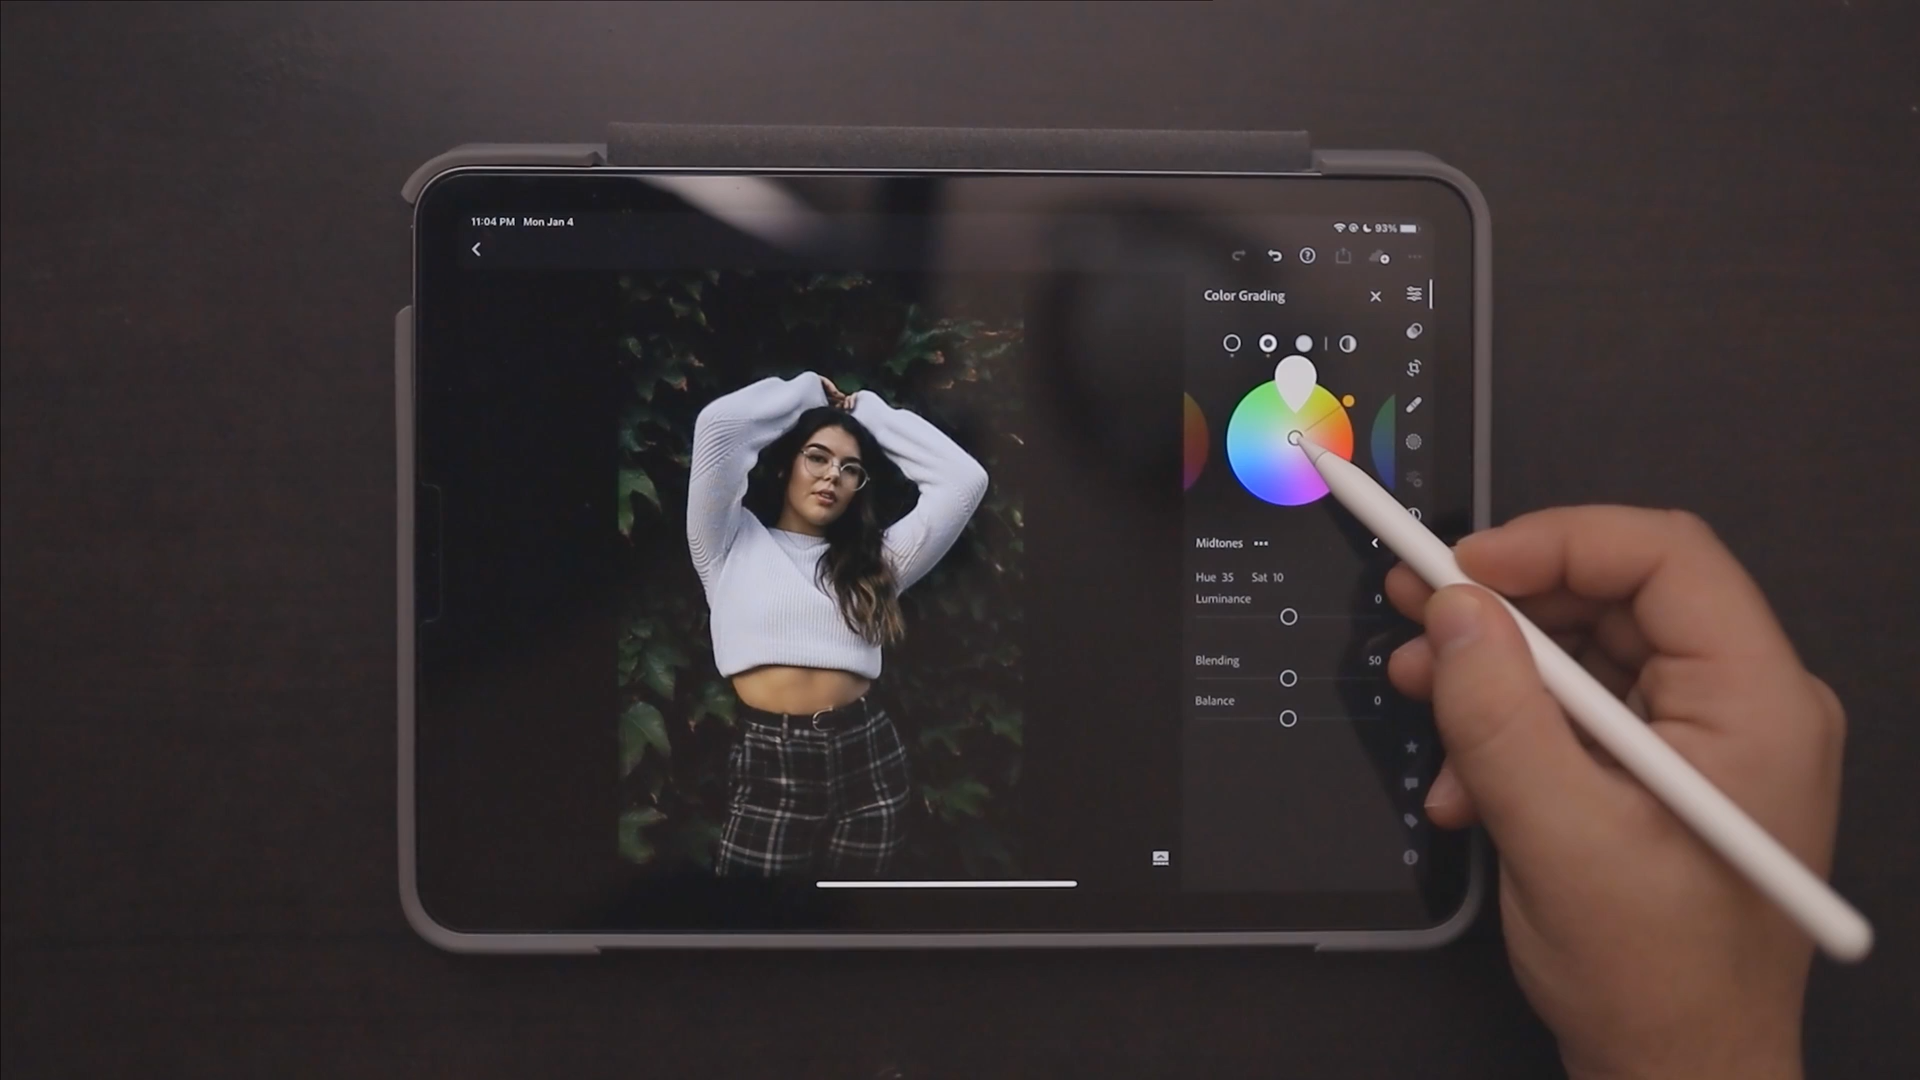 11:04 PM Mon Jan 4
93%
Color Grading
Midtones
Hue 35 Sat 10
Luminance 0
Blending 50
Balance 0